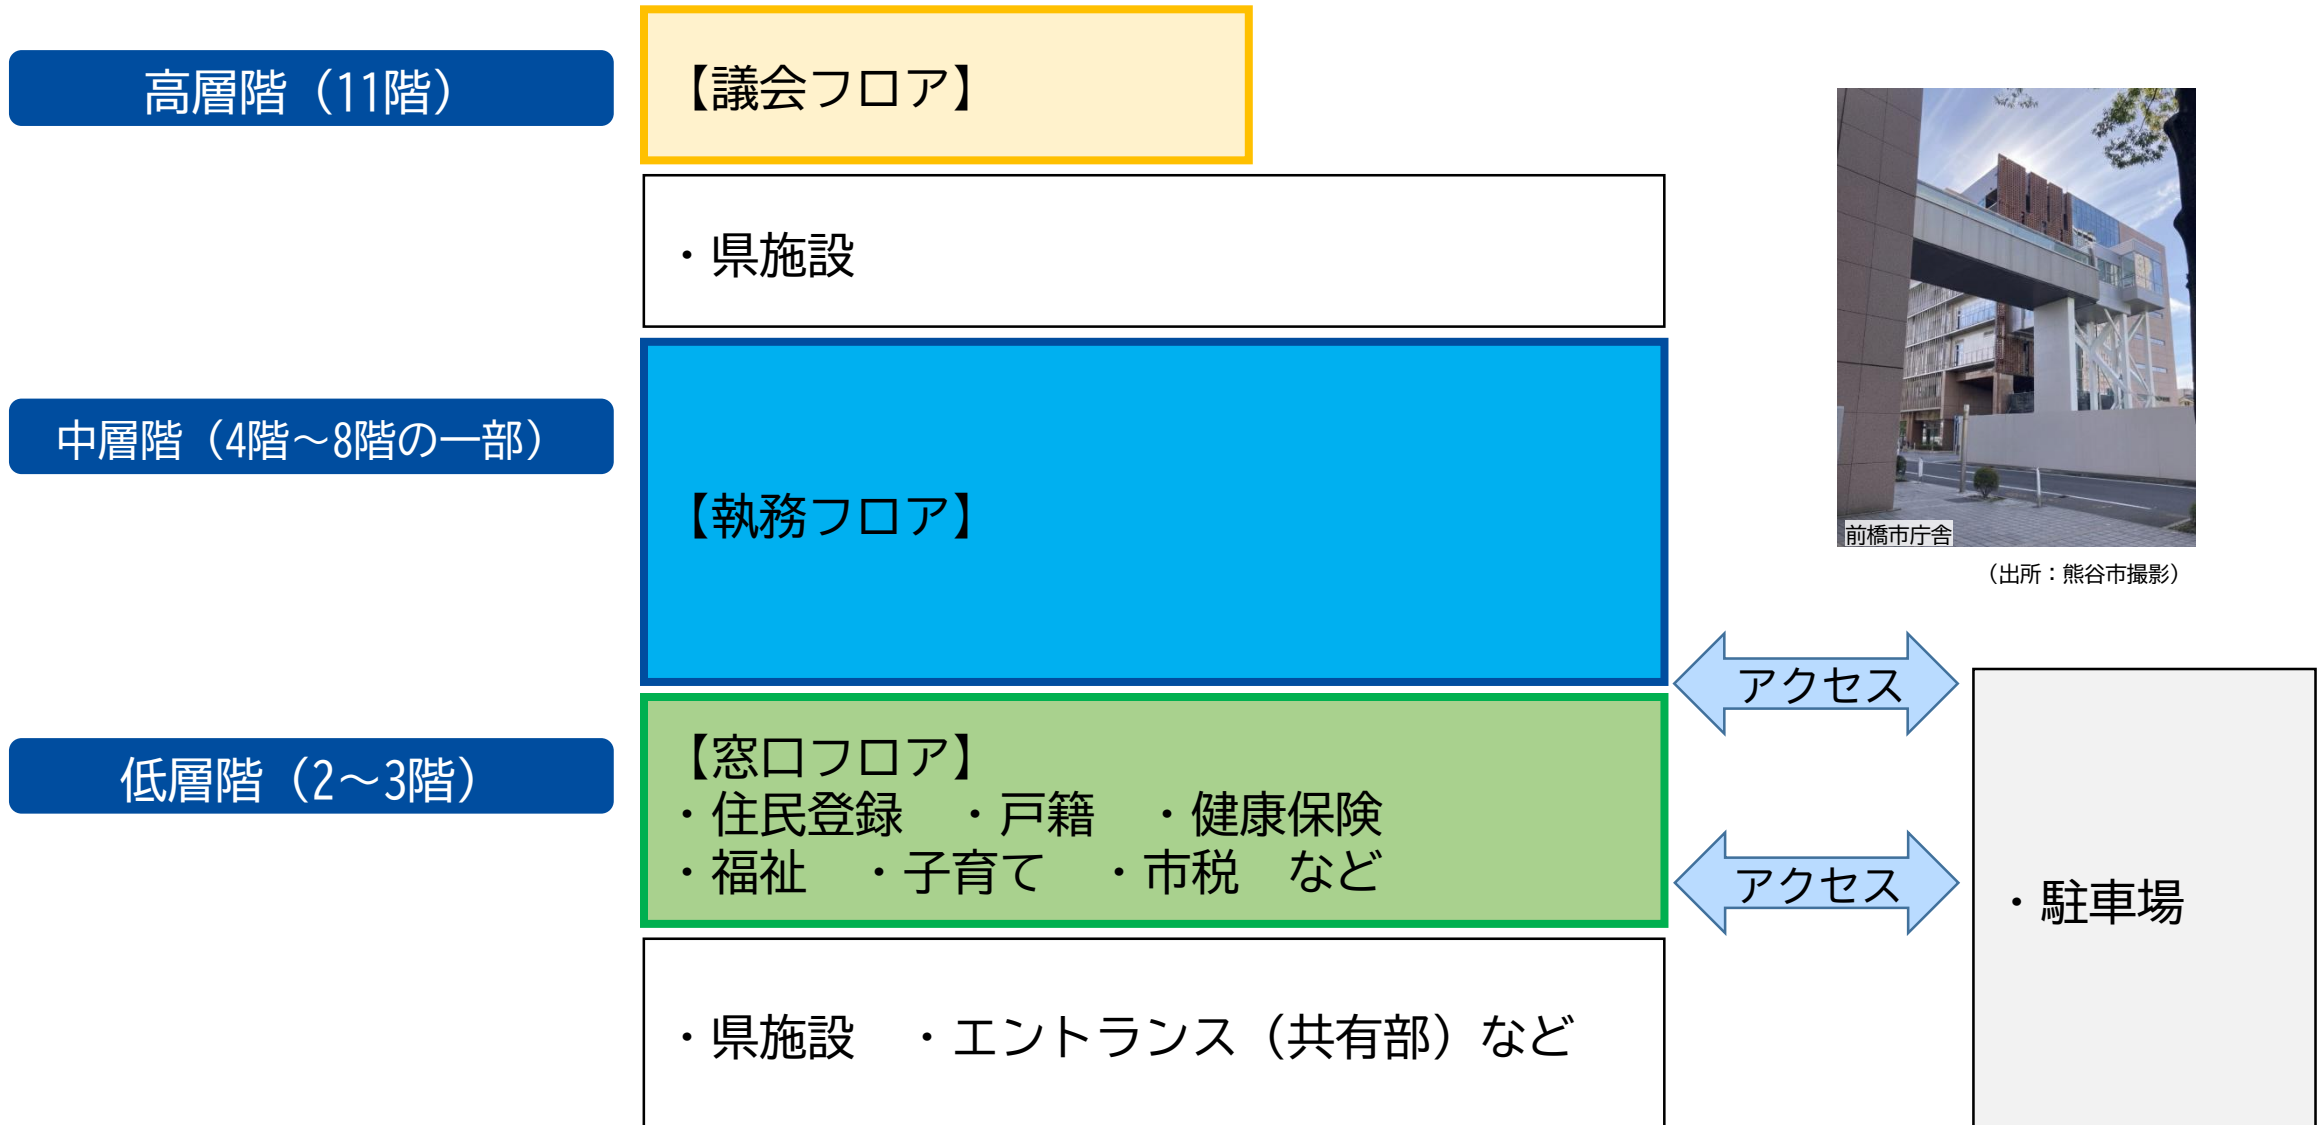 高層階（11階）
【議会フロア】
・県施設
中層階（4階～8階の一部）
【執務フロア】
前橋市庁舎
（出所：熊谷市撮影）
アクセス
低層階（2～3階）
【窓口フロア】
・住民登録　・戸籍　・健康保険
・福祉　・子育て　・市税　など
アクセス
・駐車場
・県施設　・エントランス（共有部）など